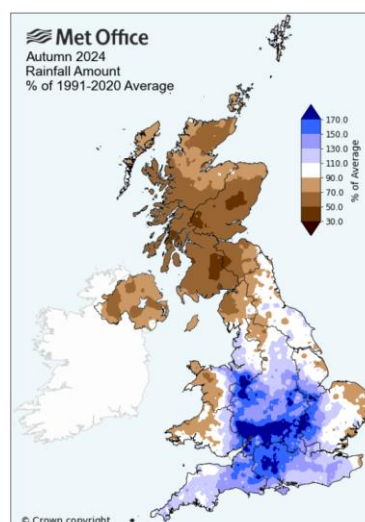 Met Office
Autumn 2024
Rainfall Amount
% of 1991-2020 Average
170.0
150.0
130.0
110.0
90.0
70.0
50.0
30.0
% of Average
© Crown copyright